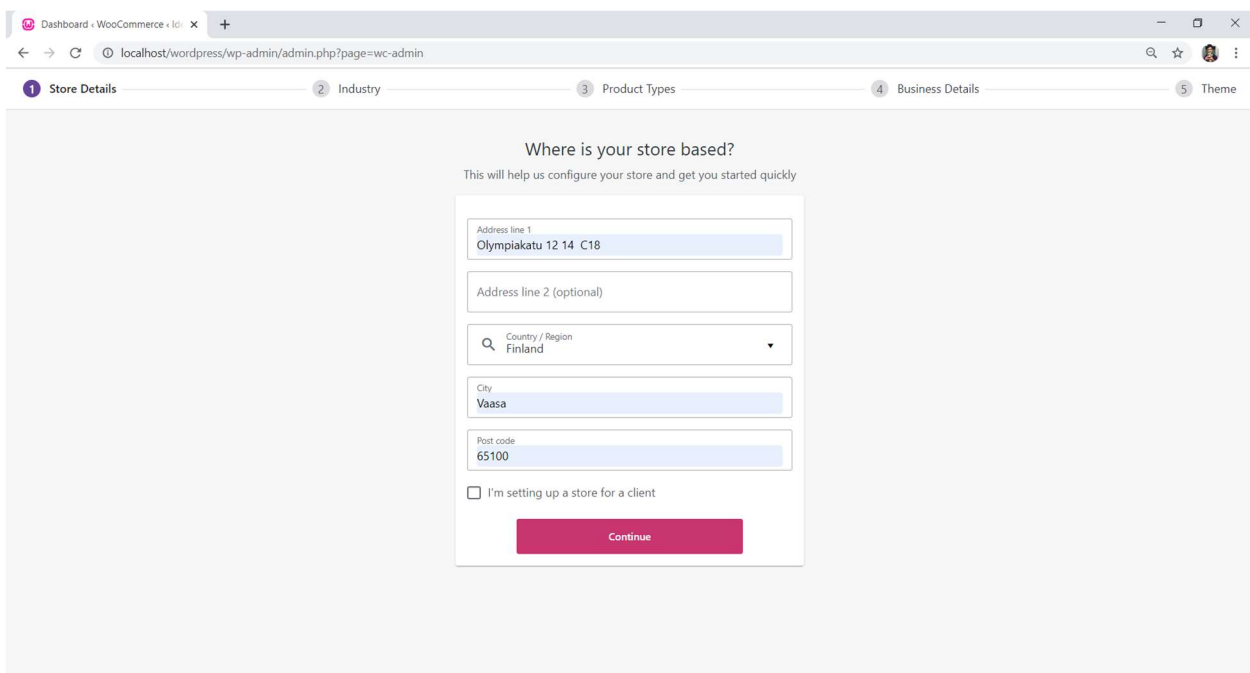 Dashboard ‹ WooCommerce ‹ Id
localhost/wordpress/wp-admin/admin.php?page=wc-admin
1 Store Details 2 Industry 3 Product Types 4 Business Details 5 Theme
Where is your store based?
This will help us configure your store and get you started quickly
Address line 1
Olympiakatu 12 14  C18
Address line 2 (optional)
Country / Region
Finland
City
Vaasa
Post code
65100
I'm setting up a store for a client
Continue